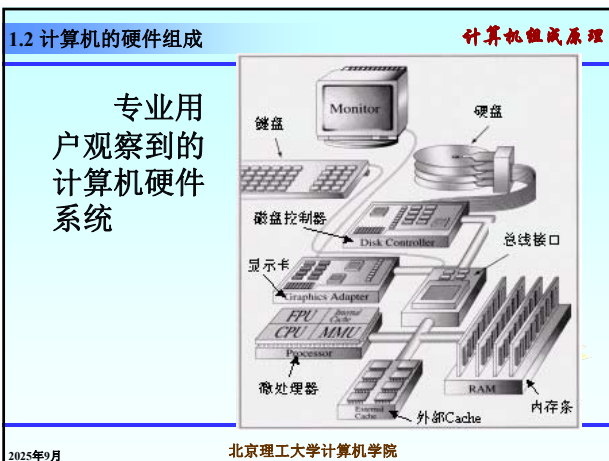 1.2 计算机的硬件组成
计算机组成原理
专业用
户观察到的
计算机硬件
系统
Monitor
键盘
硬盘
磁盘控制器
Disk Controller
总线接口
显示卡
Graphics Adapter
FPU
Internal
Cache
CPU
MMU
Processor
微处理器
External
Cache
外部Cache
RAM
内存条
2025年9月
北京理工大学计算机学院